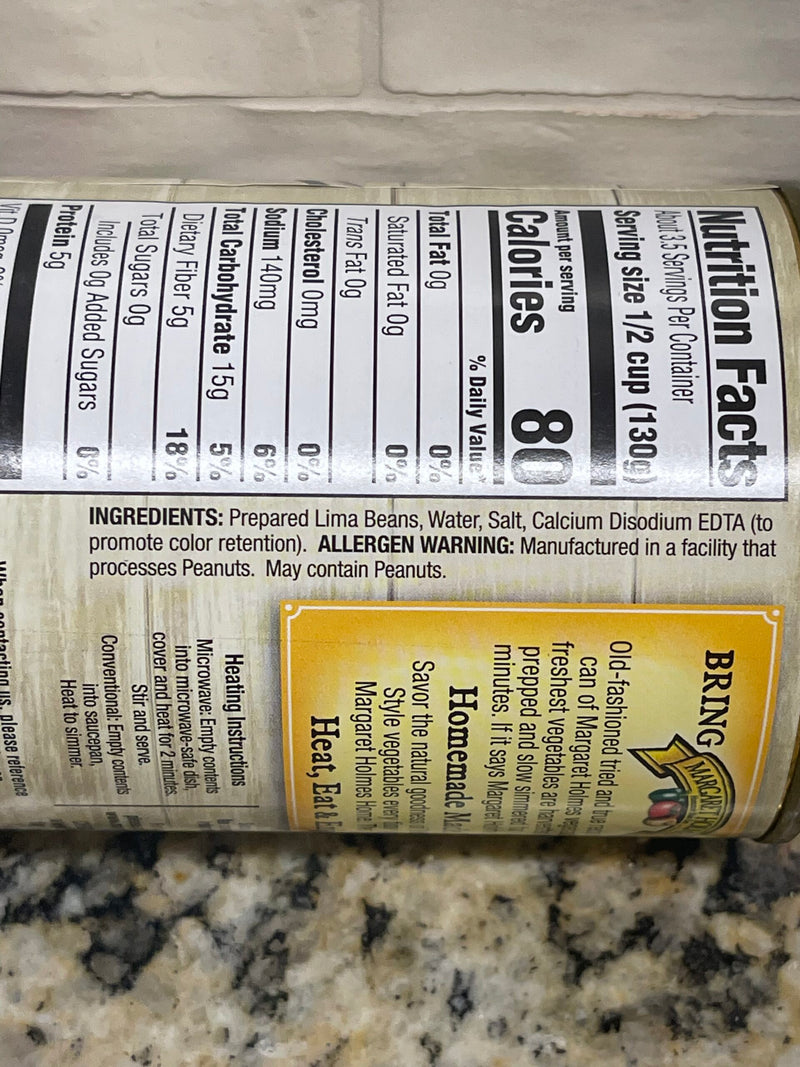 Nutrition Facts
About 3.5 Servings Per Container
Serving size 1/2 cup (130g)
Amount per serving
Calories 80
% Daily Value*
Total Fat 0g 0%
Saturated Fat 0g 0%
Trans Fat 0g
Cholesterol 0mg 0%
Sodium 140mg 6%
Total Carbohydrate 15g 5%
Dietary Fiber 5g 18%
Total Sugars 0g
Includes 0g Added Sugars 0%
Protein 5g
INGREDIENTS: Prepared Lima Beans, Water, Salt, Calcium Disodium EDTA (to
promote color retention). ALLERGEN WARNING: Manufactured in a facility that
processes Peanuts. May contain Peanuts.
BRING
MARGARET
Old-fashioned tried and true
can of Margaret Holmes
freshest vegetables are
prepped and slow simmered
minutes. If it says Margaret
Homemade
Savor the natural goodness
Style vegetables
Margaret Holmes Home
Heat, Eat &
Heating Instructions
Microwave: Empty contents
into microwave-safe dish,
cover and heat for 2 minutes.
Stir and serve.
Conventional: Empty contents
into saucepan,
Heat to simmer.
When contacting us, please reference